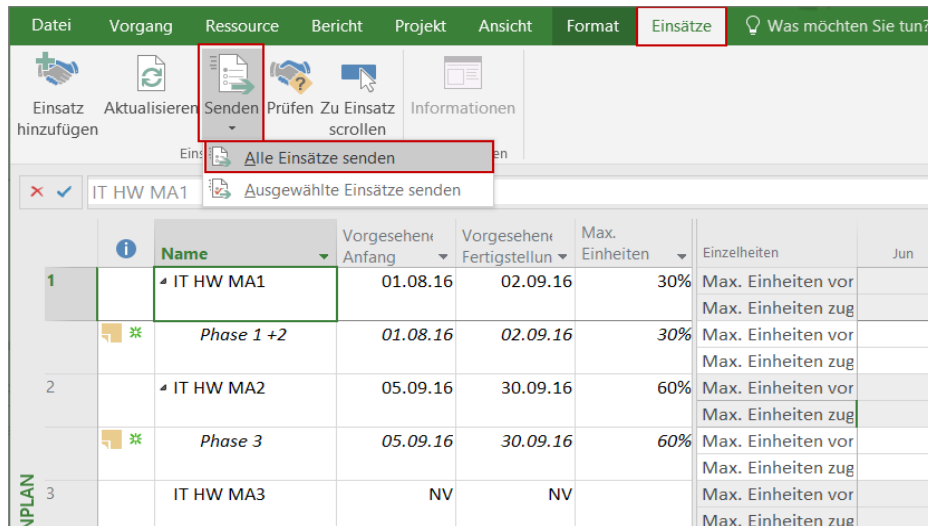 Datei Vorgang Ressource Bericht Projekt Ansicht Format Einsätze Was möchten Sie tun?
Einsatz Aktualisieren Senden Prüfen Zu Einsatz Informationen
hinzufügen scrollen
Eins en
Alle Einsätze senden
Ausgewählte Einsätze senden
IT HW MA1
Vorgesehene Vorgesehene Max.
Name Anfang Fertigstellun Einheiten Einzelheiten Jun
1 IT HW MA1 01.08.16 02.09.16 30% Max. Einheiten vor
Max. Einheiten zug
Phase 1 +2 01.08.16 02.09.16 30% Max. Einheiten vor
Max. Einheiten zug
2 IT HW MA2 05.09.16 30.09.16 60% Max. Einheiten vor
Max. Einheiten zug
Phase 3 05.09.16 30.09.16 60% Max. Einheiten vor
Max. Einheiten zug
3 IT HW MA3 NV NV Max. Einheiten vor
Max. Einheiten zug
NPLAN